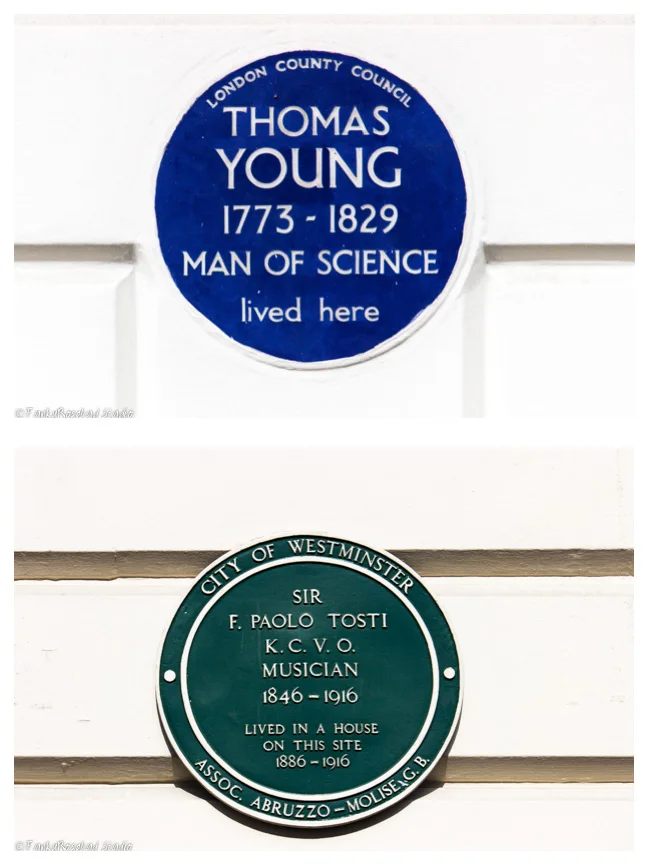 LONDON COUNTY COUNCIL
THOMAS
YOUNG
1773 - 1829
MAN OF SCIENCE
lived here
CITY OF WESTMINSTER
SIR
F. PAOLO TOSTI
K. C. V. O.
MUSICIAN
1846 – 1916
LIVED IN A HOUSE
ON THIS SITE
1886 – 1916
ASSOC. ABRUZZO – MOLISE G. B.